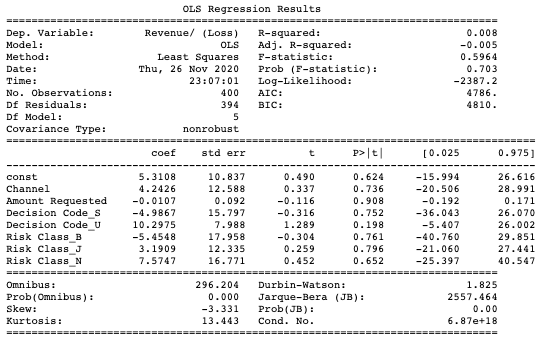 OLS Regression Results
Dep. Variable: Revenue/ (Loss) R-squared: 0.008
Model: OLS Adj. R-squared: -0.005
Method: Least Squares F-statistic: 0.5964
Date: Thu, 26 Nov 2020 Prob (F-statistic): 0.703
Time: 23:07:01 Log-Likelihood: -2387.2
No. Observations: 400 AIC: 4786.
Df Residuals: 394 BIC: 4810.
Df Model: 5
Covariance Type: nonrobust
coef std err t P>|t| [0.025 0.975]
const 5.3108 10.837 0.490 0.624 -15.994 26.616
Channel 4.2426 12.588 0.337 0.736 -20.506 28.991
Amount Requested -0.0107 0.092 -0.116 0.908 -0.192 0.171
Decision Code_S -4.9867 15.797 -0.316 0.752 -36.043 26.070
Decision Code_U 10.2975 7.988 1.289 0.198 -5.407 26.002
Risk Class_B -5.4548 17.958 -0.304 0.761 -40.760 29.851
Risk Class_J 3.1909 12.335 0.259 0.796 -21.060 27.441
Risk Class_N 7.5747 16.771 0.452 0.652 -25.397 40.547
Omnibus: 296.204 Durbin-Watson: 1.825
Prob(Omnibus): 0.000 Jarque-Bera (JB): 2557.464
Skew: -3.331 Prob(JB): 0.00
Kurtosis: 13.443 Cond. No. 6.87e+18